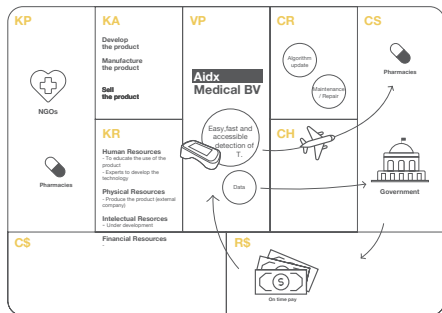 KP
NGOs
Pharmacies
KA
Develop
the product
Manufacture
the product
Sell
the product
KR
Human Resources
- To educate the use of the
product
- Experts to develop the
technology
Physical Resources
- Produce the product (external
company)
Intelectual Resorces
- Under development
Financial Resources
-
VP
Aidx
Medical BV
Easy,fast and
accessible
detection of
T.
Data
CR
Algorithm
update
Maintenance
/ Repair
CH
CS
Pharmacies
Government
C$
R$
On time pay